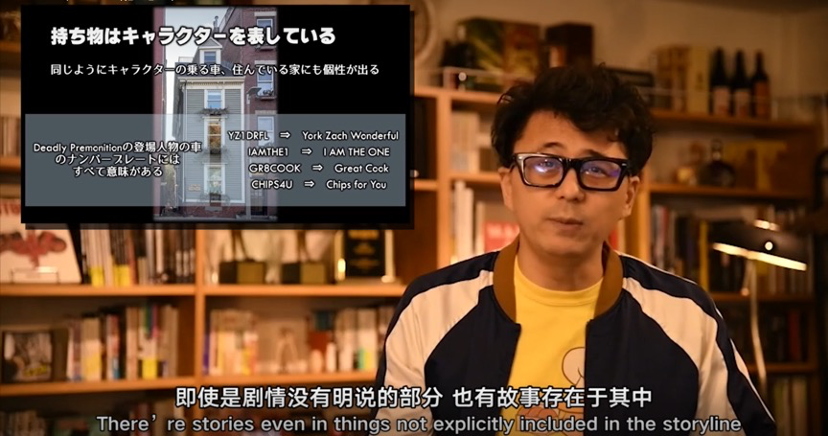 持ち物はキャラクターを表している
同じようにキャラクターの乗る車、住んでいる家にも個性が出る
Deadly Premonitionの登場人物の車
のナンバープレートには
すべて意味がある
YZ1DRFL ⇒ York Zach Wonderful
IAMTHE1 ⇒ I AM THE ONE
GR8COOK ⇒ Great Cook
CHIPS4U ⇒ Chips for You
即使是剧情没有明说的部分 也有故事存在于其中
There're stories even in things not explicitly included in the storyline